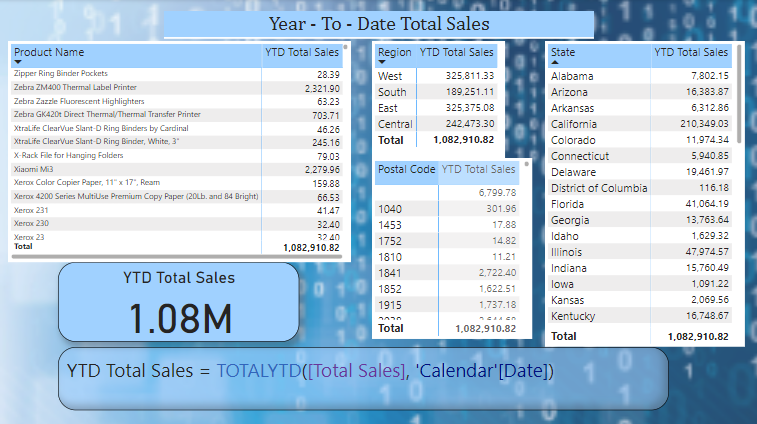 Year - To - Date Total Sales
Product Name YTD Total Sales
Zipper Ring Binder Pockets 28.39
Zebra ZM400 Thermal Label Printer 2,321.90
Zebra Zazzle Fluorescent Highlighters 63.23
Zebra GK420t Direct Thermal/Thermal Transfer Printer 703.71
XtraLife ClearVue Slant-D Ring Binders by Cardinal 46.26
XtraLife ClearVue Slant-D Ring Binder, White, 3" 245.16
X-Rack File for Hanging Folders 79.03
Xiaomi Mi3 2,279.96
Xerox Color Copier Paper, 11" x 17", Ream 159.88
Xerox 4200 Series MultiUse Premium Copy Paper (20Lb. and 84 Bright) 66.53
Xerox 231 41.47
Xerox 230 32.40
Xerox 23 32.40
Total 1,082,910.82
Region YTD Total Sales
West 325,811.33
South 189,251.11
East 325,375.08
Central 242,473.30
Total 1,082,910.82
Postal Code YTD Total Sales
6,799.78
1040 301.96
1453 17.88
1752 14.82
1810 11.21
1841 2,722.40
1852 1,622.51
1915 1,737.18
Total 1,082,910.82
State YTD Total Sales
Alabama 7,802.15
Arizona 16,383.87
Arkansas 6,312.86
California 210,349.03
Colorado 11,974.34
Connecticut 5,940.85
Delaware 19,461.97
District of Columbia 116.18
Florida 41,064.19
Georgia 13,763.64
Idaho 1,629.32
Illinois 47,974.57
Indiana 15,760.49
Iowa 1,091.22
Kansas 2,069.56
Kentucky 16,748.67
Total 1,082,910.82
YTD Total Sales
1.08M
YTD Total Sales = TOTALYTD([Total Sales], 'Calendar'[Date])